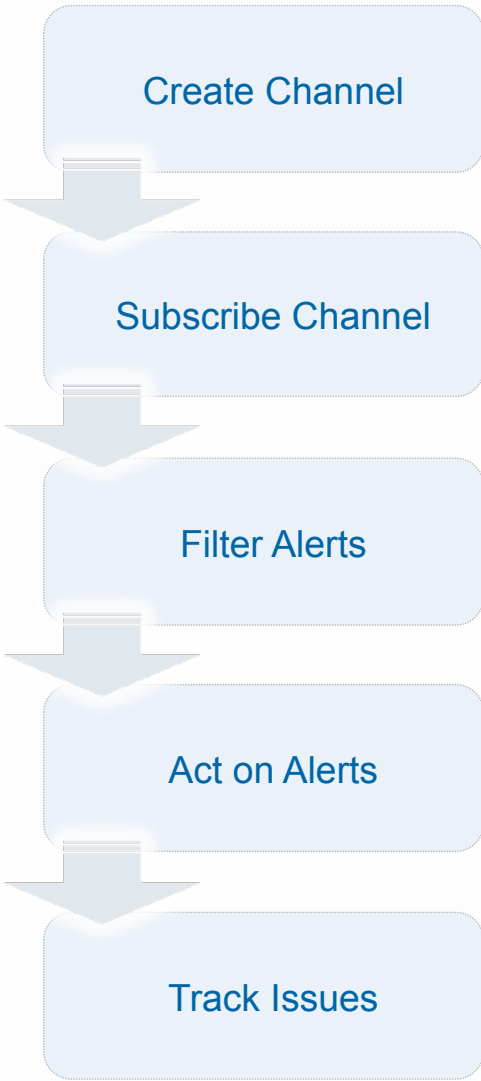 Create Channel
Subscribe Channel
Filter Alerts
Act on Alerts
Track Issues